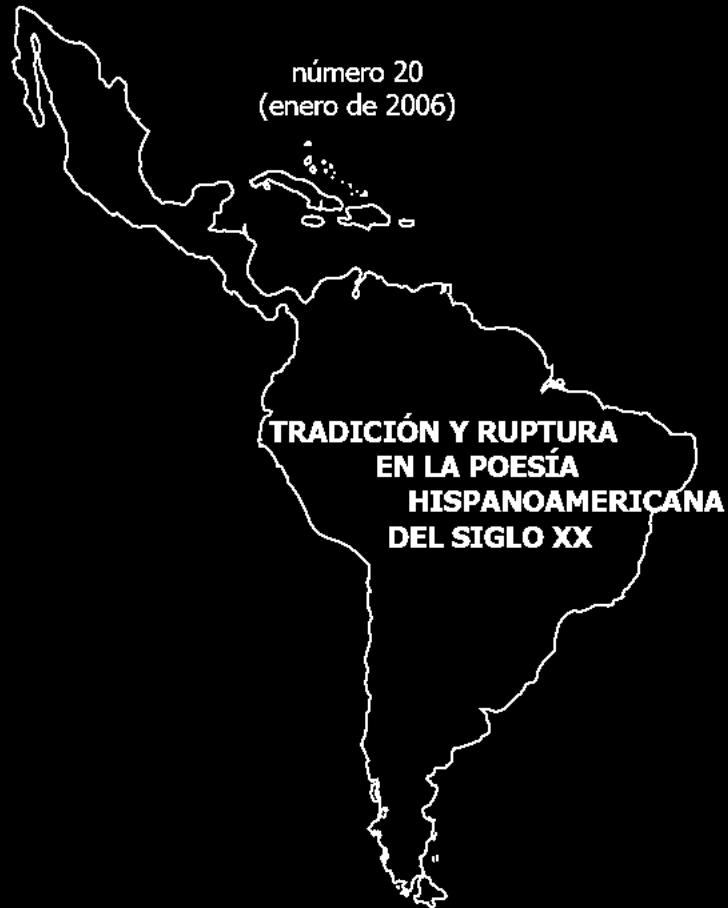 número 20
(enero de 2006)
TRADICIÓN Y RUPTURA
EN LA POESÍA
HISPANOAMERICANA
DEL SIGLO XX